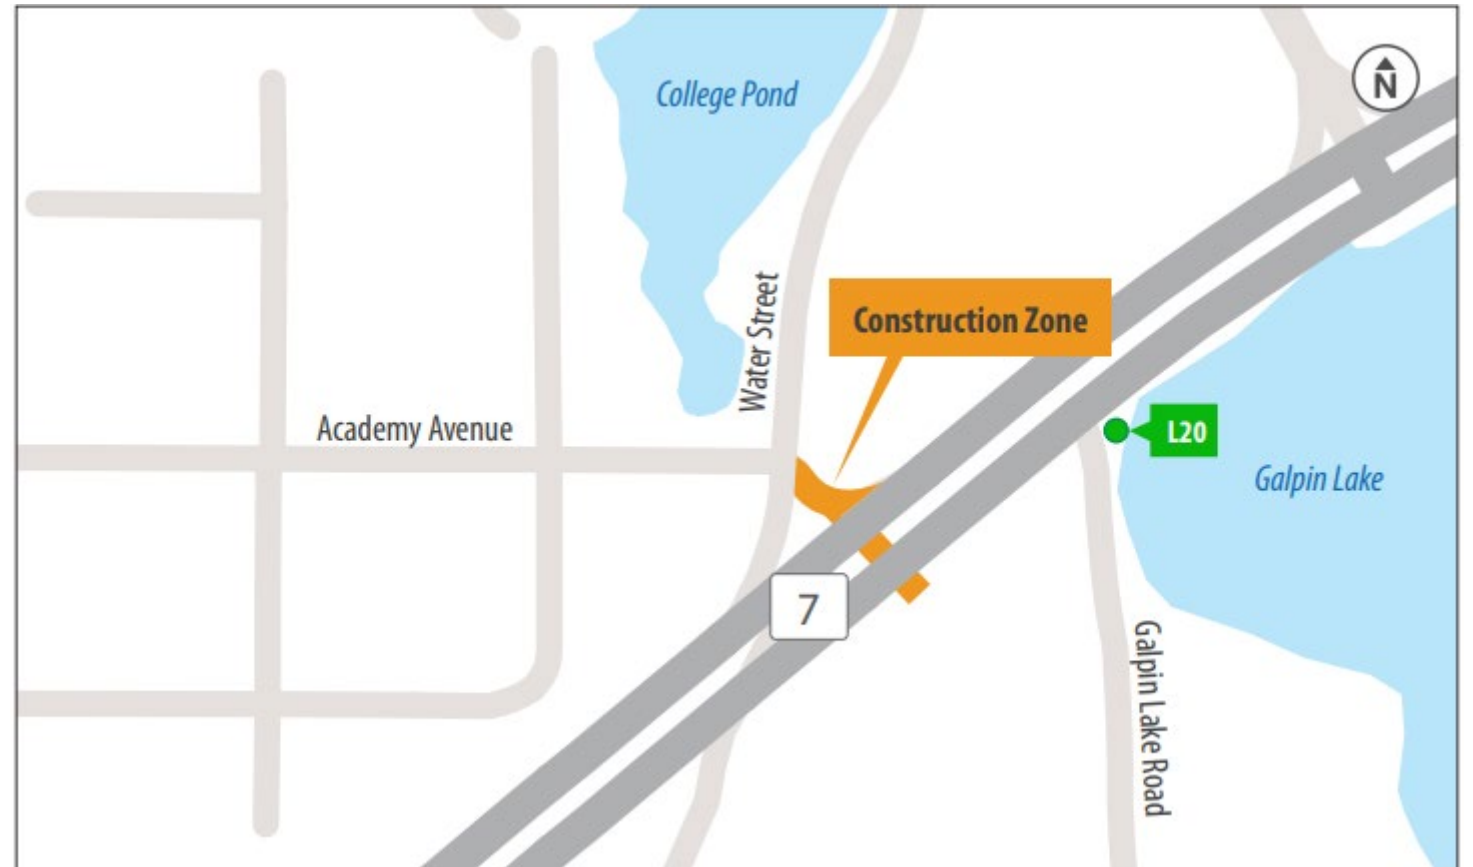 College Pond
N
Water Street
Construction Zone
Academy Avenue
L20
Galpin Lake
7
Galpin Lake Road